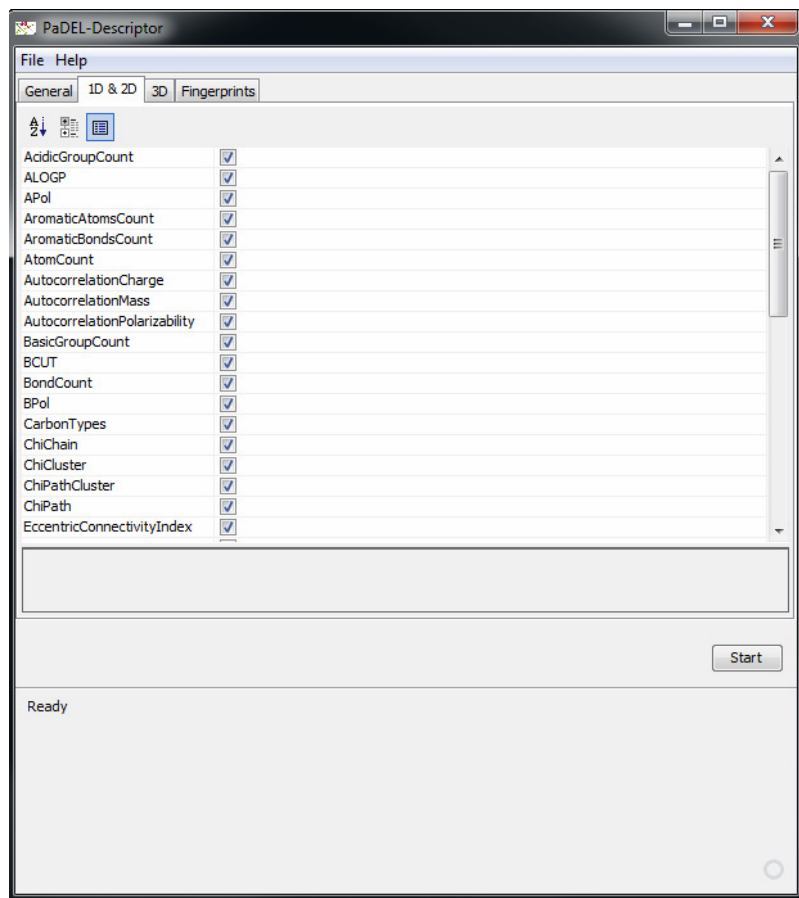 PaDEL-Descriptor
File Help
General 1D & 2D 3D Fingerprints
AcidicGroupCount
ALOGP
APol
AromaticAtomsCount
AromaticBondsCount
AtomCount
AutocorrelationCharge
AutocorrelationMass
AutocorrelationPolarizability
BasicGroupCount
BCUT
BondCount
BPol
CarbonTypes
ChiChain
ChiCluster
ChiPathCluster
ChiPath
EccentricConnectivityIndex
Start
Ready